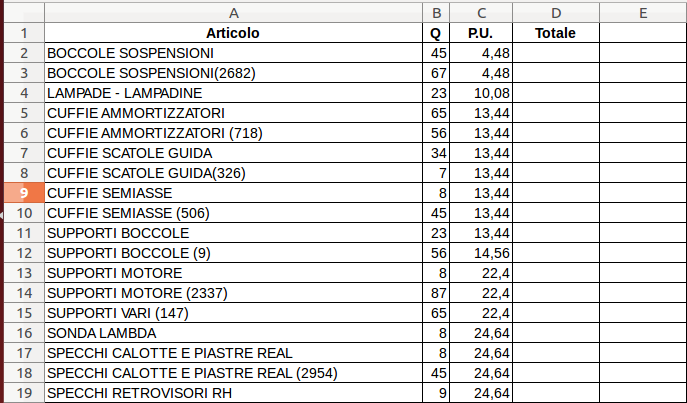 A B C D E
1 Articolo Q P.U. Totale
2 BOCCOLE SOSPENSIONI 45 4,48
3 BOCCOLE SOSPENSIONI(2682) 67 4,48
4 LAMPADE - LAMPADINE 23 10,08
5 CUFFIE AMMORTIZZATORI 65 13,44
6 CUFFIE AMMORTIZZATORI (718) 56 13,44
7 CUFFIE SCATOLE GUIDA 34 13,44
8 CUFFIE SCATOLE GUIDA(326) 7 13,44
9 CUFFIE SEMIASSE 8 13,44
10 CUFFIE SEMIASSE (506) 45 13,44
11 SUPPORTI BOCCOLE 23 13,44
12 SUPPORTI BOCCOLE (9) 56 14,56
13 SUPPORTI MOTORE 8 22,4
14 SUPPORTI MOTORE (2337) 87 22,4
15 SUPPORTI VARI (147) 65 22,4
16 SONDA LAMBDA 8 24,64
17 SPECCHI CALOTTE E PIASTRE REAL 8 24,64
18 SPECCHI CALOTTE E PIASTRE REAL (2954) 45 24,64
19 SPECCHI RETROVISORI RH 9 24,64